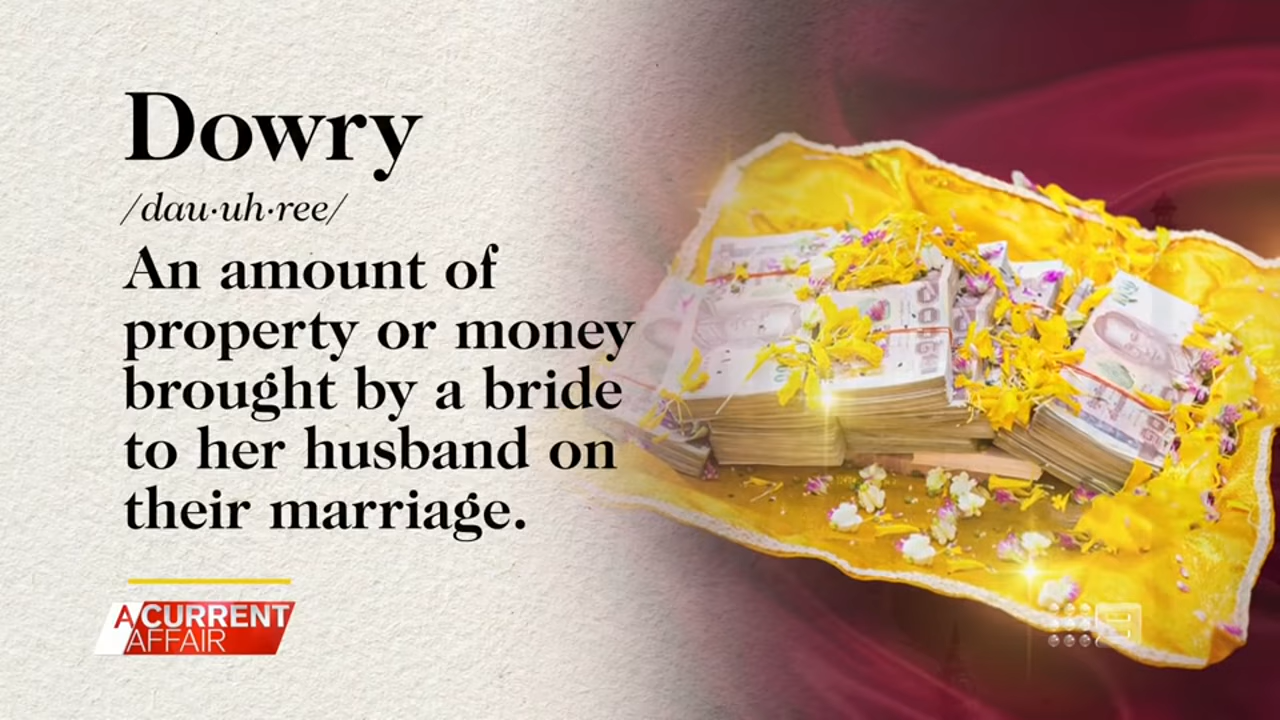 Dowry
/dau·uh·ree/
An amount of
property or money
brought by a bride
to her husband on
their marriage.
A CURRENT
AFFAIR
9